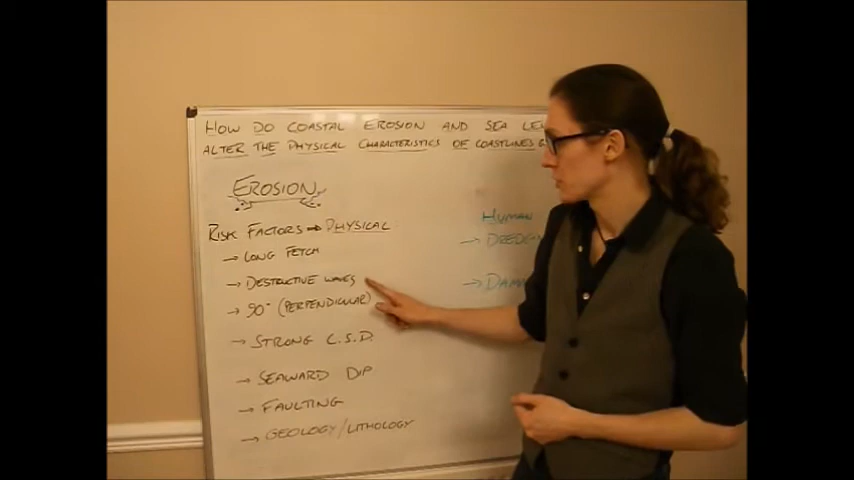 How Do COASTAL EROSION AND SEA
ALTER THE PHYSICAL CHARACTERISTICS OF COASTLINES
EROSION
RISK FACTORS → PHYSICAL
→ LONG FETCH
→ DESTRUCTIVE WAVES
→ 90° (PERPENDICULAR)
→ STRONG L.S.D.
→ SEAWARD DIP
→ FAULTING
→ GEOLOGY/LITHOLOGY
HUMAN
→
→